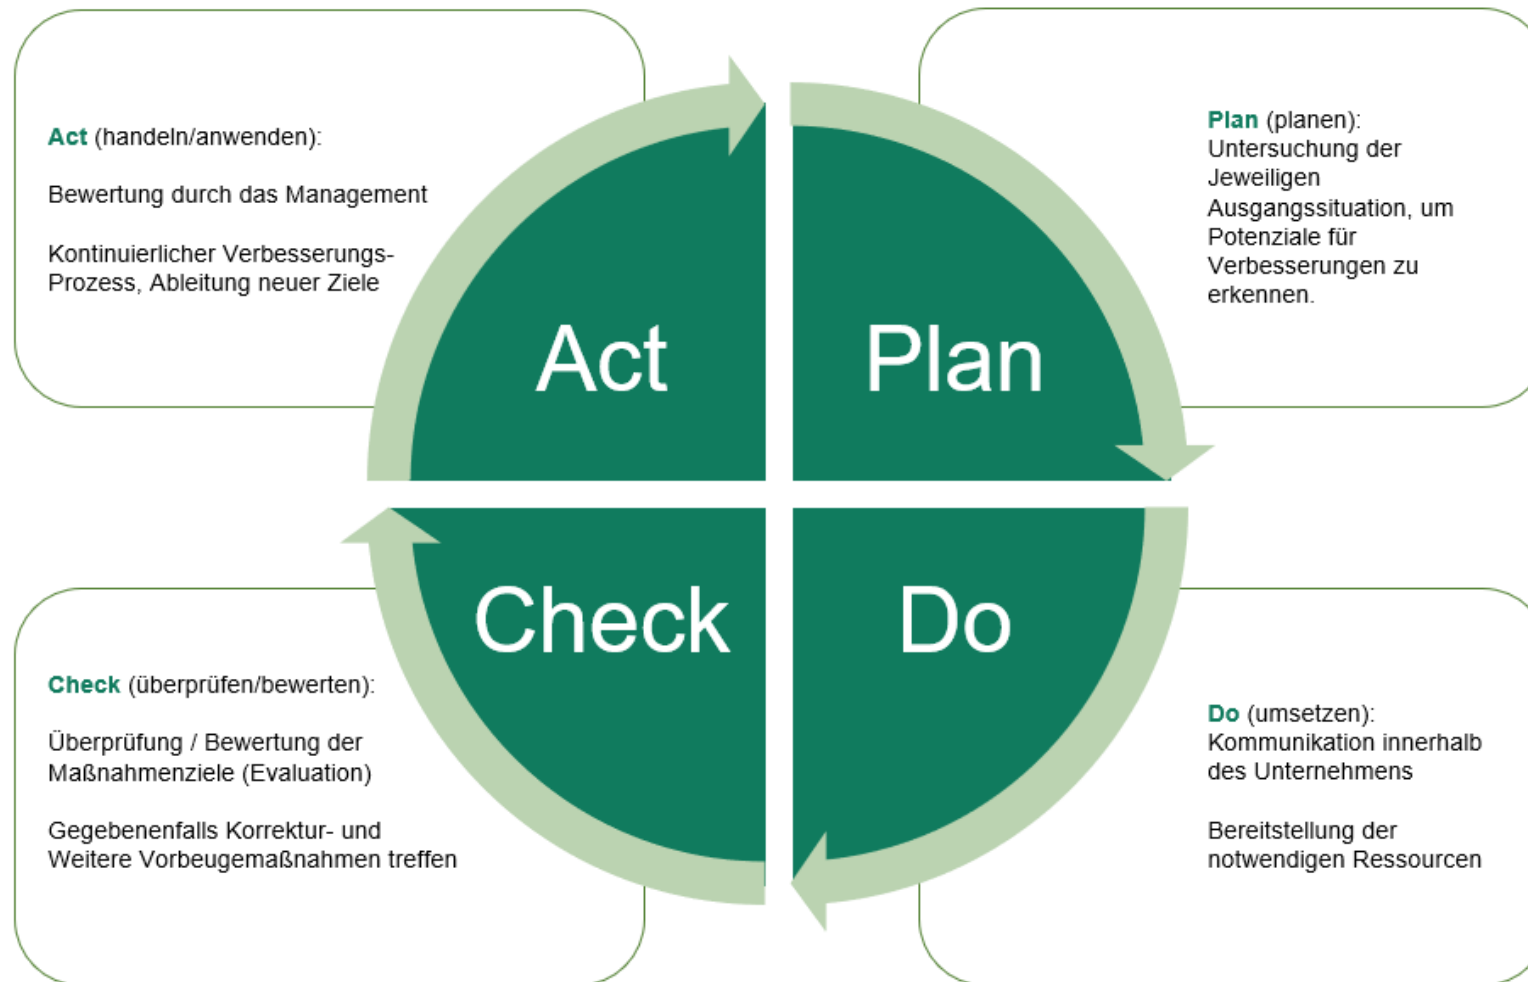 Act (handeln/anwenden):
Bewertung durch das Management
Kontinuierlicher Verbesserungs-
Prozess, Ableitung neuer Ziele
Plan (planen):
Untersuchung der
Jeweiligen
Ausgangssituation, um
Potenziale für
Verbesserungen zu
erkennen.
Act
Plan
Check
Do
Check (überprüfen/bewerten):
Überprüfung / Bewertung der
Maßnahmenziele (Evaluation)
Gegebenenfalls Korrektur- und
Weitere Vorbeugemaßnahmen treffen
Do (umsetzen):
Kommunikation innerhalb
des Unternehmens
Bereitstellung der
notwendigen Ressourcen